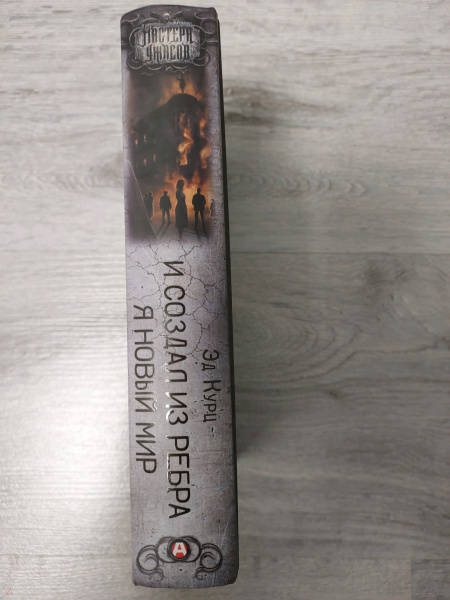 МАСТЕРА
УЖАСОВ
Эд Курц
И СОЗДАЛ ИЗ РЕБРА
Я НОВЫЙ МИР
А